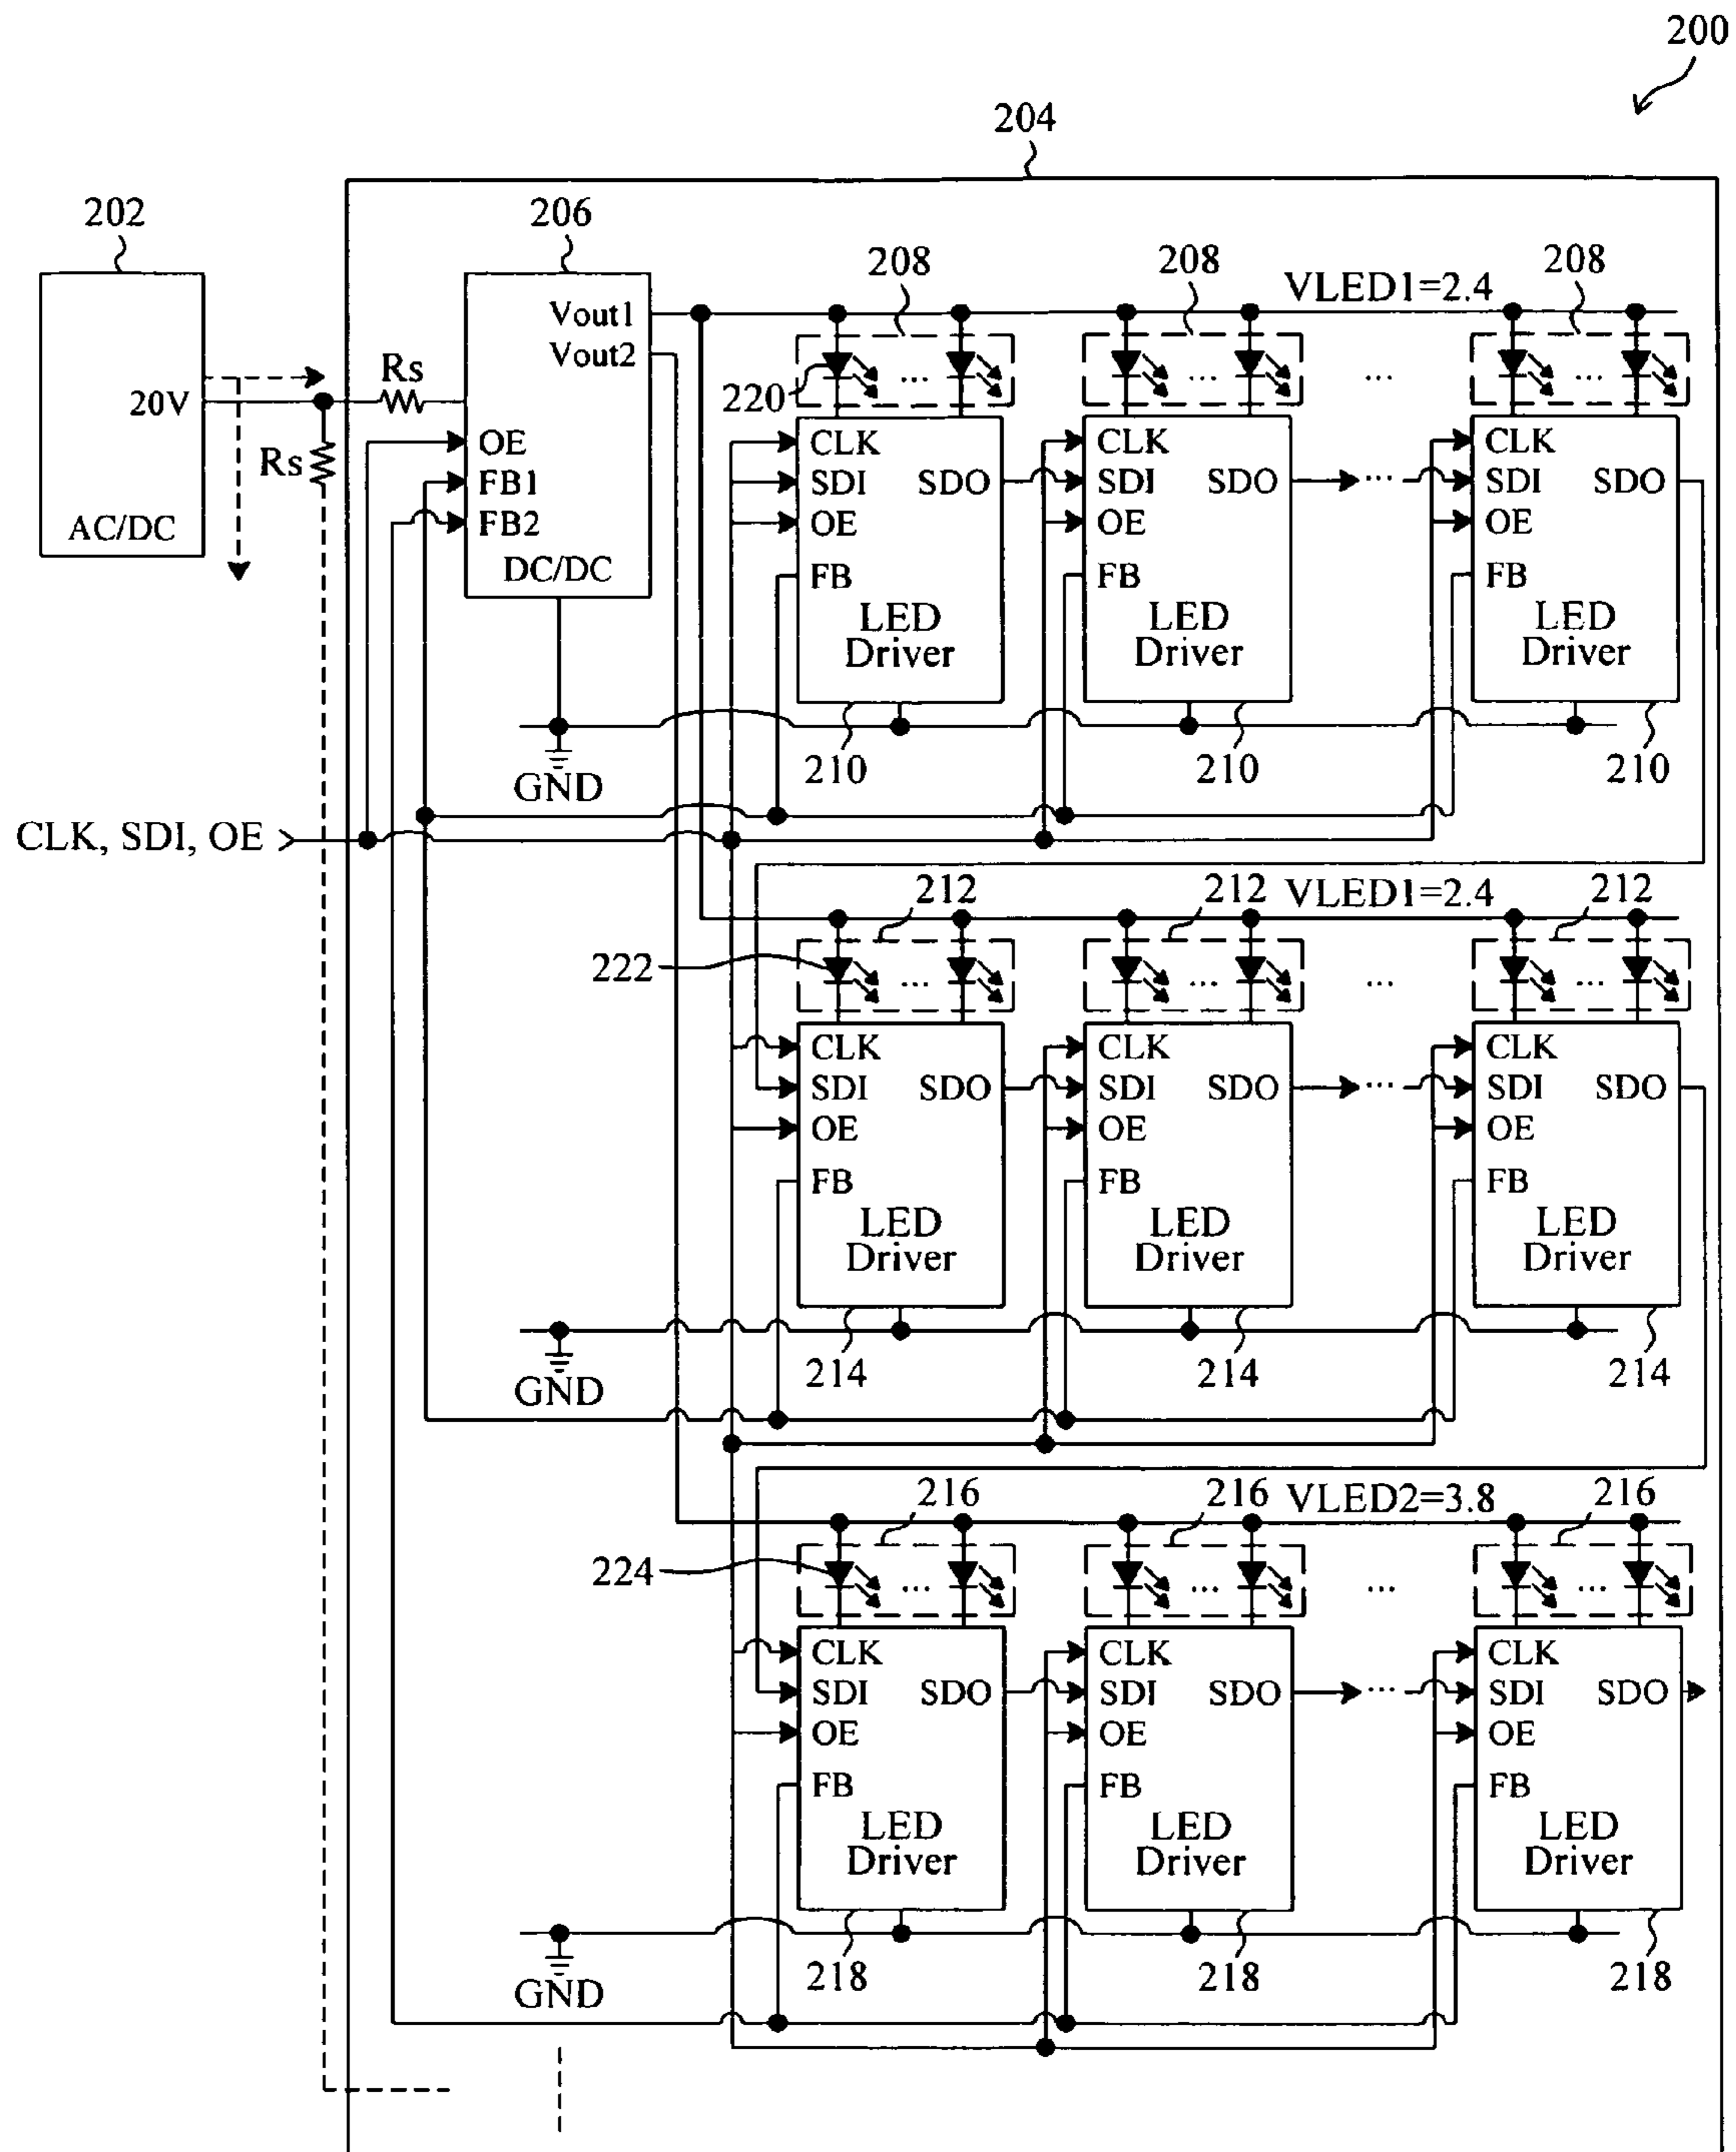 200
204
202
206
208
208
208
VLED1=2.4
Vout1
Vout2
Rs
20V
220
...
...
...
...
Rs
OE
FB1
FB2
AC/DC
DC/DC
CLK
SDI
SDO
OE
FB
LED
Driver
CLK
SDI
SDO
OE
FB
LED
Driver
...
CLK
SDI
SDO
OE
FB
LED
Driver
GND
210
210
210
CLK, SDI, OE
212
212
VLED1=2.4
212
222
...
...
...
...
CLK
SDI
SDO
OE
FB
LED
Driver
CLK
SDI
SDO
OE
FB
LED
Driver
...
CLK
SDI
SDO
OE
FB
LED
Driver
GND
214
214
214
216
216
VLED2=3.8
216
224
...
...
...
...
CLK
SDI
SDO
OE
FB
LED
Driver
CLK
SDI
SDO
OE
FB
LED
Driver
...
CLK
SDI
SDO
OE
FB
LED
Driver
GND
218
218
218